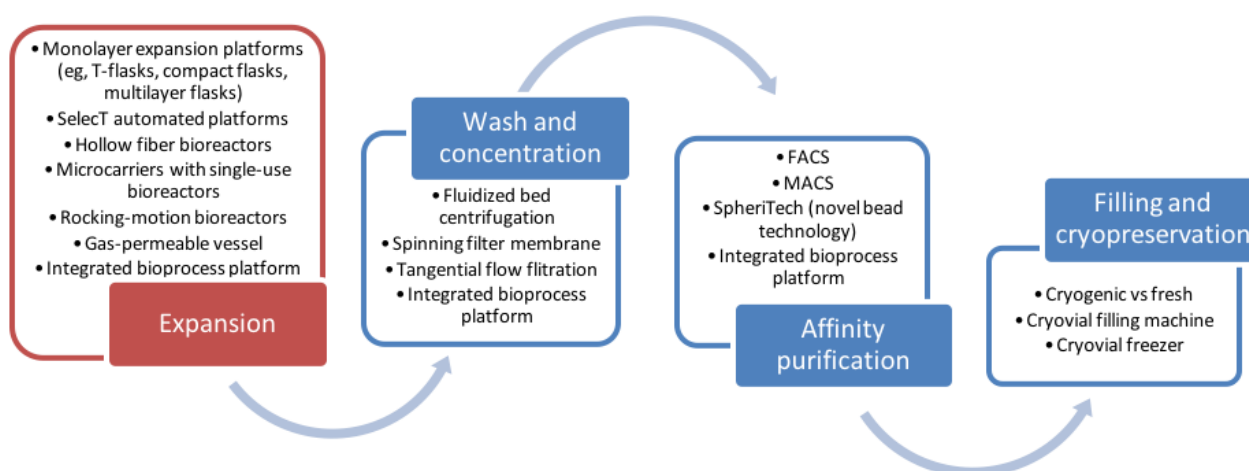 • Monolayer expansion platforms
(eg, T-flasks, compact flasks,
multilayer flasks)
• SelecT automated platforms
• Hollow fiber bioreactors
• Microcarriers with single-use
bioreactors
• Rocking-motion bioreactors
• Gas-permeable vessel
• Integrated bioprocess platform
Expansion
Wash and
concentration
• Fluidized bed
centrifugation
• Spinning filter membrane
• Tangential flow flitration
• Integrated bioprocess
platform
• FACS
• MACS
• SpheriTech (novel bead
technology)
• Integrated bioprocess
platform
Affinity
purification
Filling and
cryopreservation
• Cryogenic vs fresh
• Cryovial filling machine
• Cryovial freezer